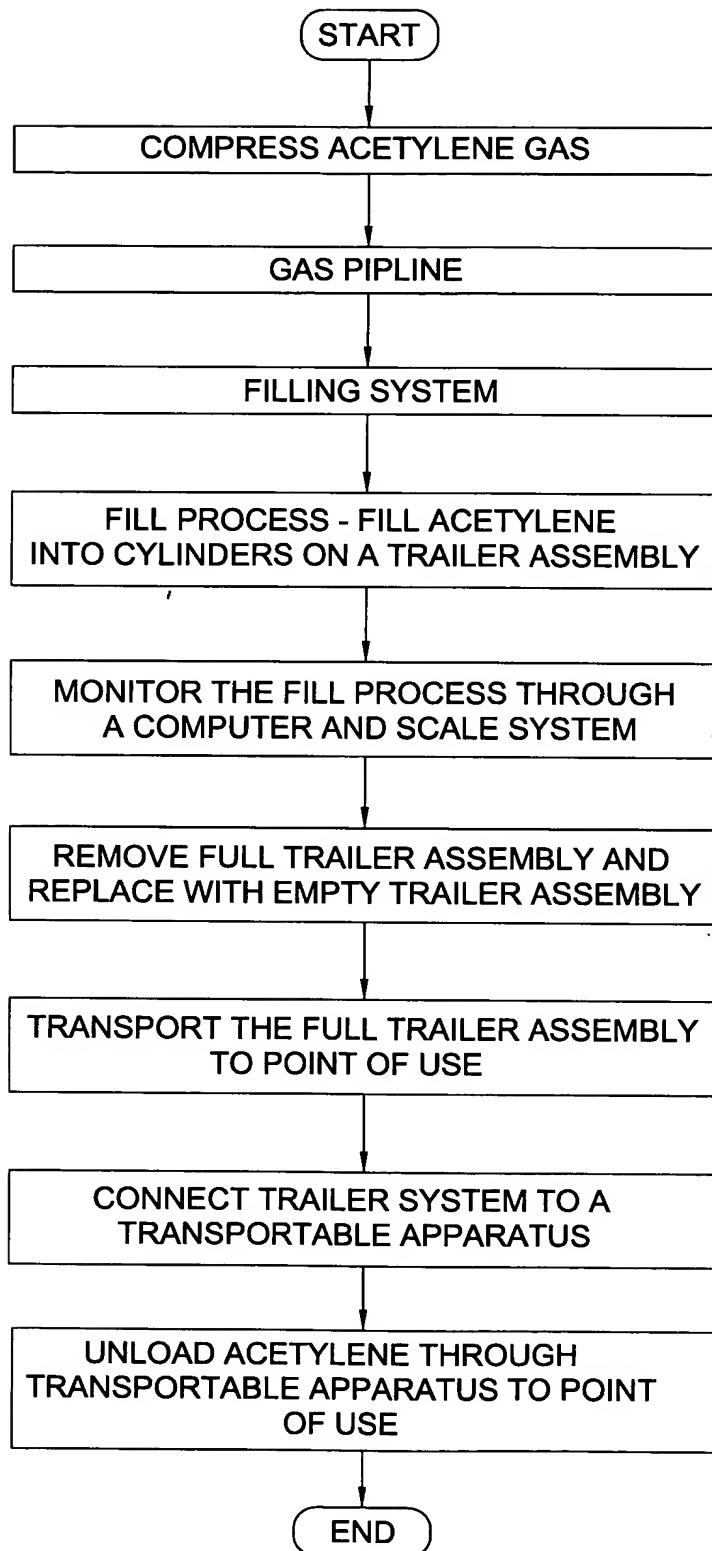 START
COMPRESS ACETYLENE GAS
GAS PIPLINE
FILLING SYSTEM
FILL PROCESS - FILL ACETYLENE
INTO CYLINDERS ON A TRAILER ASSEMBLY
MONITOR THE FILL PROCESS THROUGH
A COMPUTER AND SCALE SYSTEM
REMOVE FULL TRAILER ASSEMBLY AND
REPLACE WITH EMPTY TRAILER ASSEMBLY
TRANSPORT THE FULL TRAILER ASSEMBLY
TO POINT OF USE
CONNECT TRAILER SYSTEM TO A
TRANSPORTABLE APPARATUS
UNLOAD ACETYLENE THROUGH
TRANSPORTABLE APPARATUS TO POINT
OF USE
END